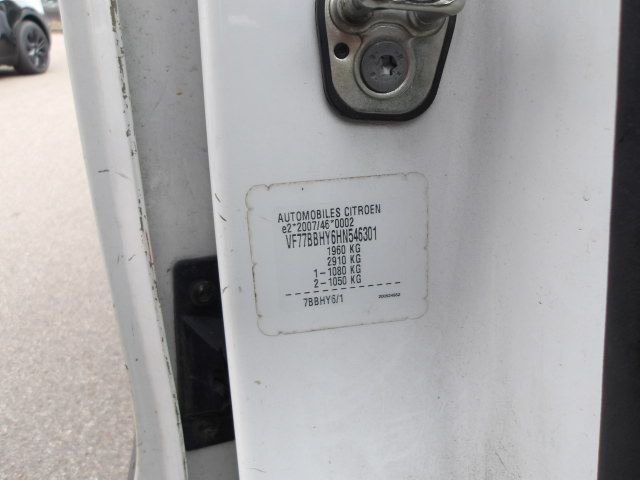 AUTOMOBILES CITROEN
e2*2007/46*0002
VF77BBHY6HN546301
1960 KG
2910 KG
1-1080 KG
2-1050 KG
7BBHY6/1